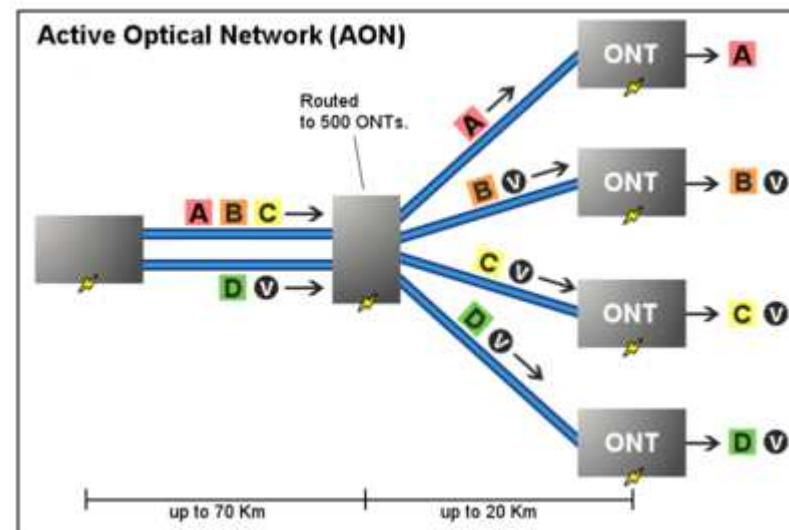 Active Optical Network (AON)
Routed
to 500 ONTs.
A B C
D V
A
B V
C V
D V
ONT
A
ONT
B V
ONT
C V
ONT
D V
up to 70 Km
up to 20 Km